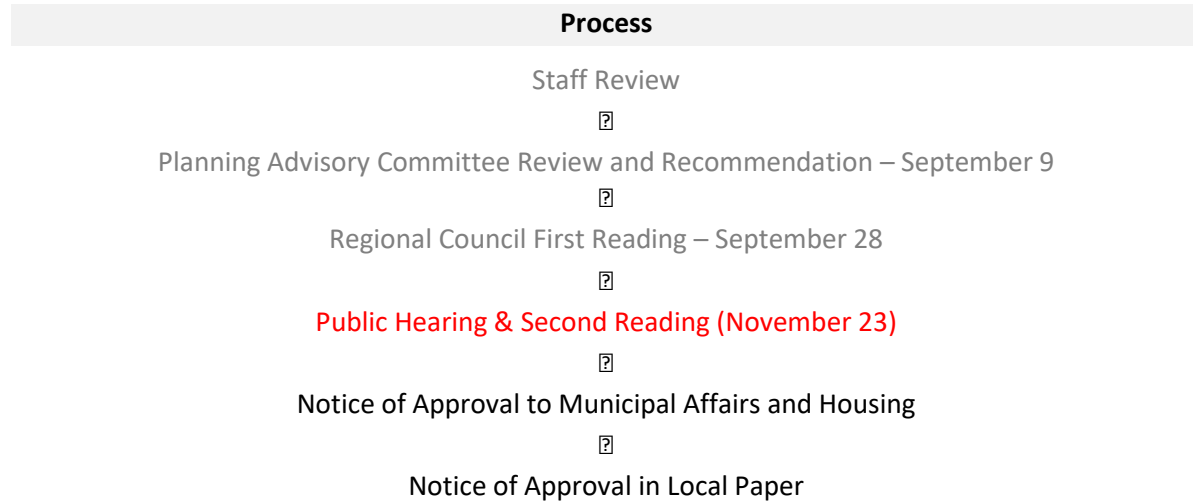 Process
Staff Review
⍰
Planning Advisory Committee Review and Recommendation – September 9
⍰
Regional Council First Reading – September 28
⍰
Public Hearing & Second Reading (November 23)
⍰
Notice of Approval to Municipal Affairs and Housing
⍰
Notice of Approval in Local Paper